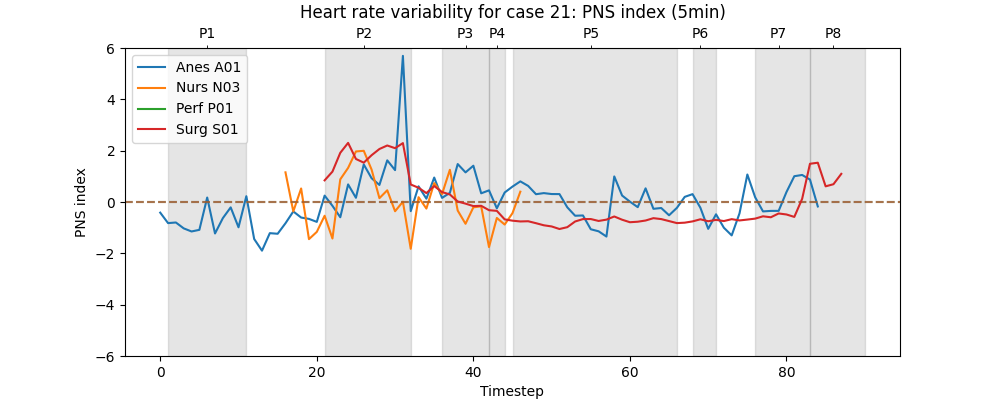 Heart rate variability for case 21: PNS index (5min)
P1 P2 P3 P4 P5 P6 P7 P8
6
4
2
0
−2
−4
−6
PNS index
Anes A01
Nurs N03
Perf P01
Surg S01
0 20 40 60 80
Timestep